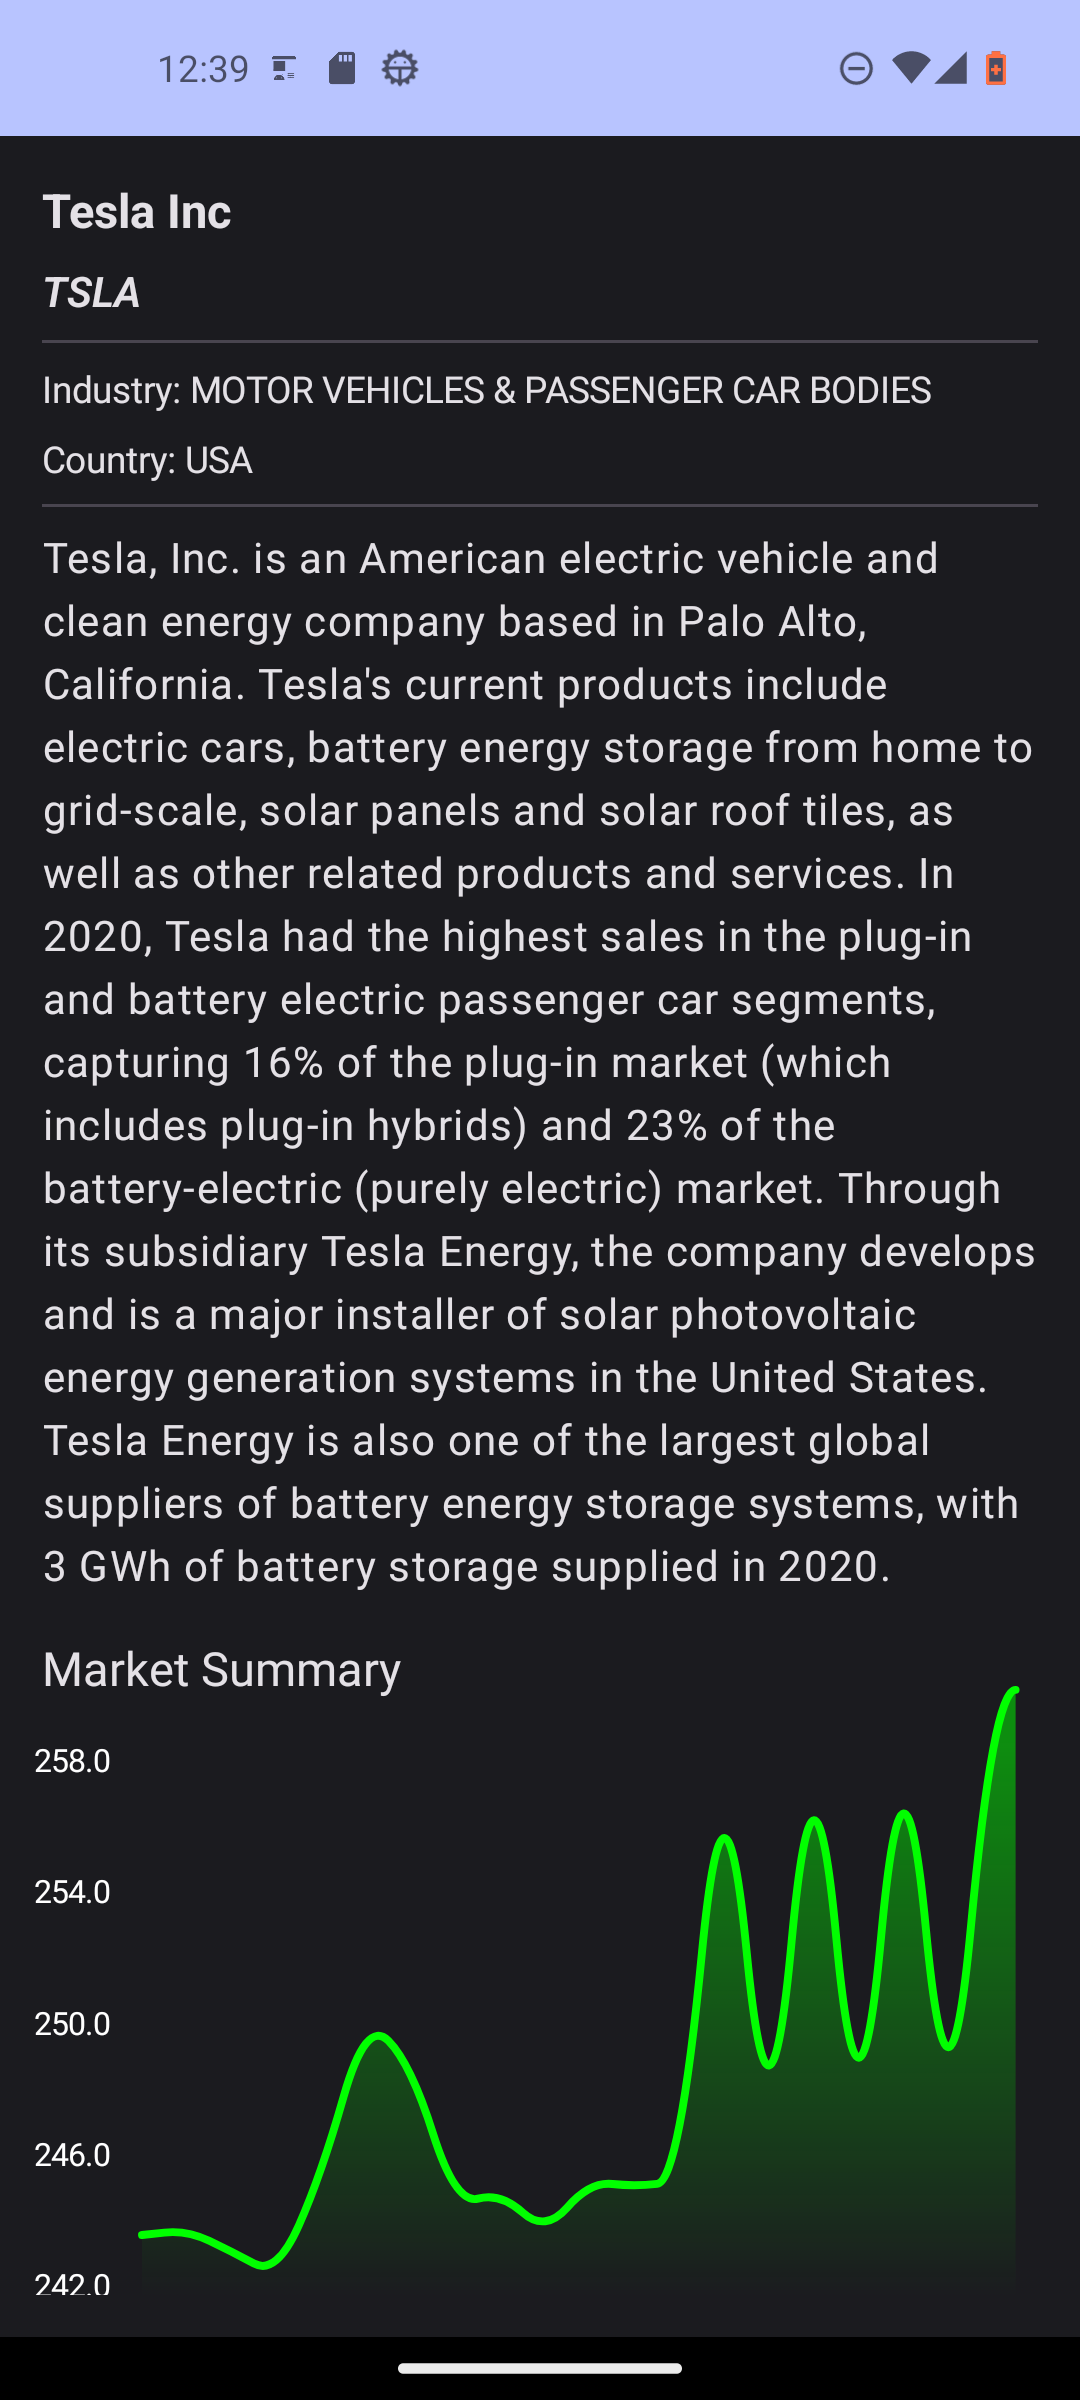 12:39
Tesla Inc
TSLA
Industry: MOTOR VEHICLES & PASSENGER CAR BODIES
Country: USA
Tesla, Inc. is an American electric vehicle and
clean energy company based in Palo Alto,
California. Tesla's current products include
electric cars, battery energy storage from home to
grid-scale, solar panels and solar roof tiles, as
well as other related products and services. In
2020, Tesla had the highest sales in the plug-in
and battery electric passenger car segments,
capturing 16% of the plug-in market (which
includes plug-in hybrids) and 23% of the
battery-electric (purely electric) market. Through
its subsidiary Tesla Energy, the company develops
and is a major installer of solar photovoltaic
energy generation systems in the United States.
Tesla Energy is also one of the largest global
suppliers of battery energy storage systems, with
3 GWh of battery storage supplied in 2020.
Market Summary
258.0
254.0
250.0
246.0
242.0